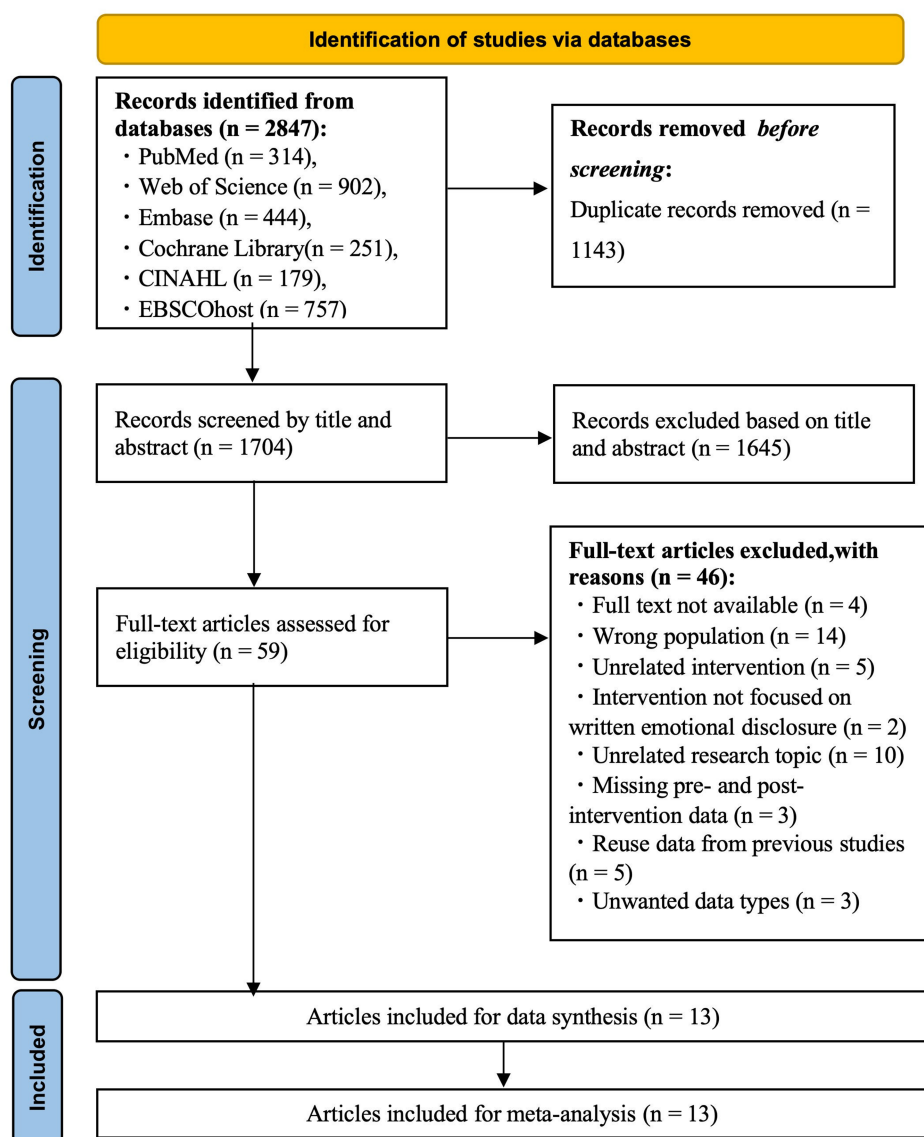 Identification of studies via databases
Identification
Records identified from
databases (n = 2847):
· PubMed (n = 314),
· Web of Science (n = 902),
· Embase (n = 444),
· Cochrane Library(n = 251),
· CINAHL (n = 179),
· EBSCOhost (n = 757)
Records removed before
screening:
Duplicate records removed (n =
1143)
Screening
Records screened by title and
abstract (n = 1704)
Records excluded based on title
and abstract (n = 1645)
Full-text articles assessed for
eligibility (n = 59)
Full-text articles excluded,with
reasons (n = 46):
· Full text not available (n = 4)
· Wrong population (n = 14)
· Unrelated intervention (n = 5)
· Intervention not focused on
written emotional disclosure (n = 2)
· Unrelated research topic (n = 10)
· Missing pre- and post-
intervention data (n = 3)
· Reuse data from previous studies
(n = 5)
· Unwanted data types (n = 3)
Included
Articles included for data synthesis (n = 13)
Articles included for meta-analysis (n = 13)